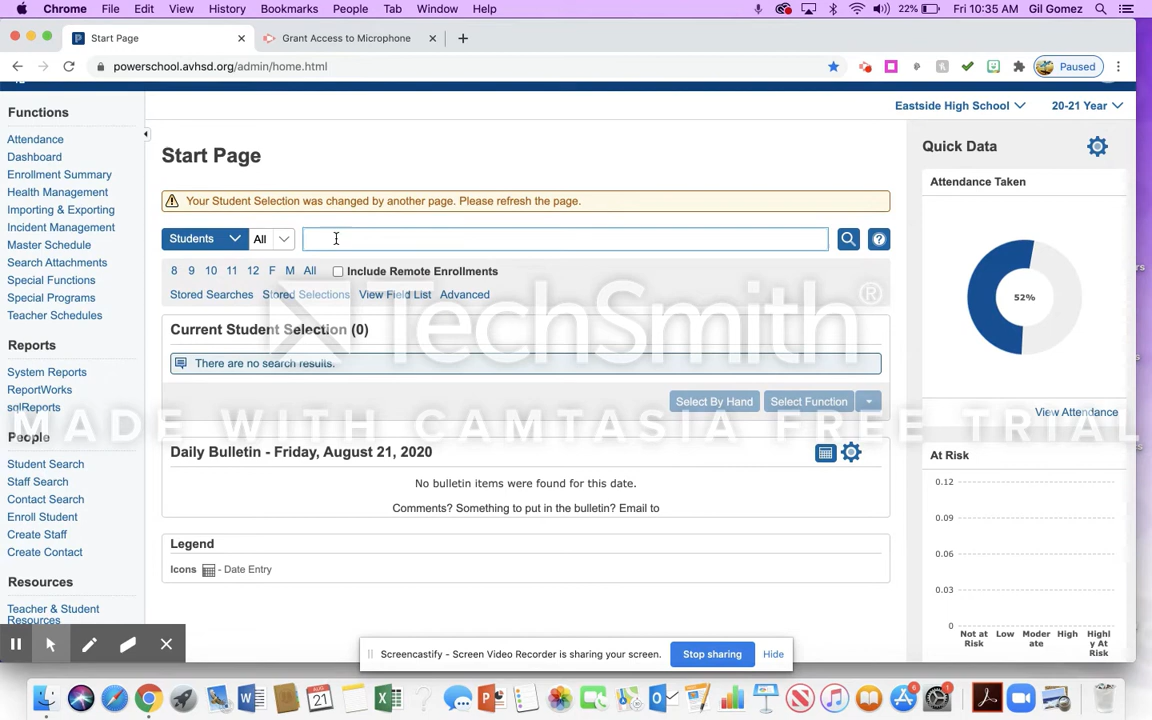 Chrome File Edit View History Bookmarks People Tab Window Help 22% Fri 10:35 AM Gil Gomez
Start Page Grant Access to Microphone
powerschool.avhsd.org/admin/home.html Paused
Eastside High School 20-21 Year
Functions
Attendance
Dashboard
Enrollment Summary
Health Management
Importing & Exporting
Incident Management
Master Schedule
Search Attachments
Special Functions
Special Programs
Teacher Schedules
Reports
System Reports
ReportWorks
sqlReports
People
Student Search
Staff Search
Contact Search
Enroll Student
Create Staff
Create Contact
Resources
Teacher & Student
Resources
Start Page
Your Student Selection was changed by another page. Please refresh the page.
Students All
8 9 10 11 12 F M All Include Remote Enrollments
Stored Searches Stored Selections View Field List Advanced
Current Student Selection (0)
There are no search results.
Select By Hand Select Function
Daily Bulletin - Friday, August 21, 2020
No bulletin items were found for this date.
Comments? Something to put in the bulletin? Email to
Legend
Icons - Date Entry
Quick Data
Attendance Taken
52%
View Attendance
At Risk
0.12
0.09
0.06
0.03
0
Not at Risk Low Moder ate High Highl y At Risk
TechSmith®
MADE WITH CAMTASIA FREE TRIAL
Screencastify - Screen Video Recorder is sharing your screen. Stop sharing Hide
AUG
21
6
1